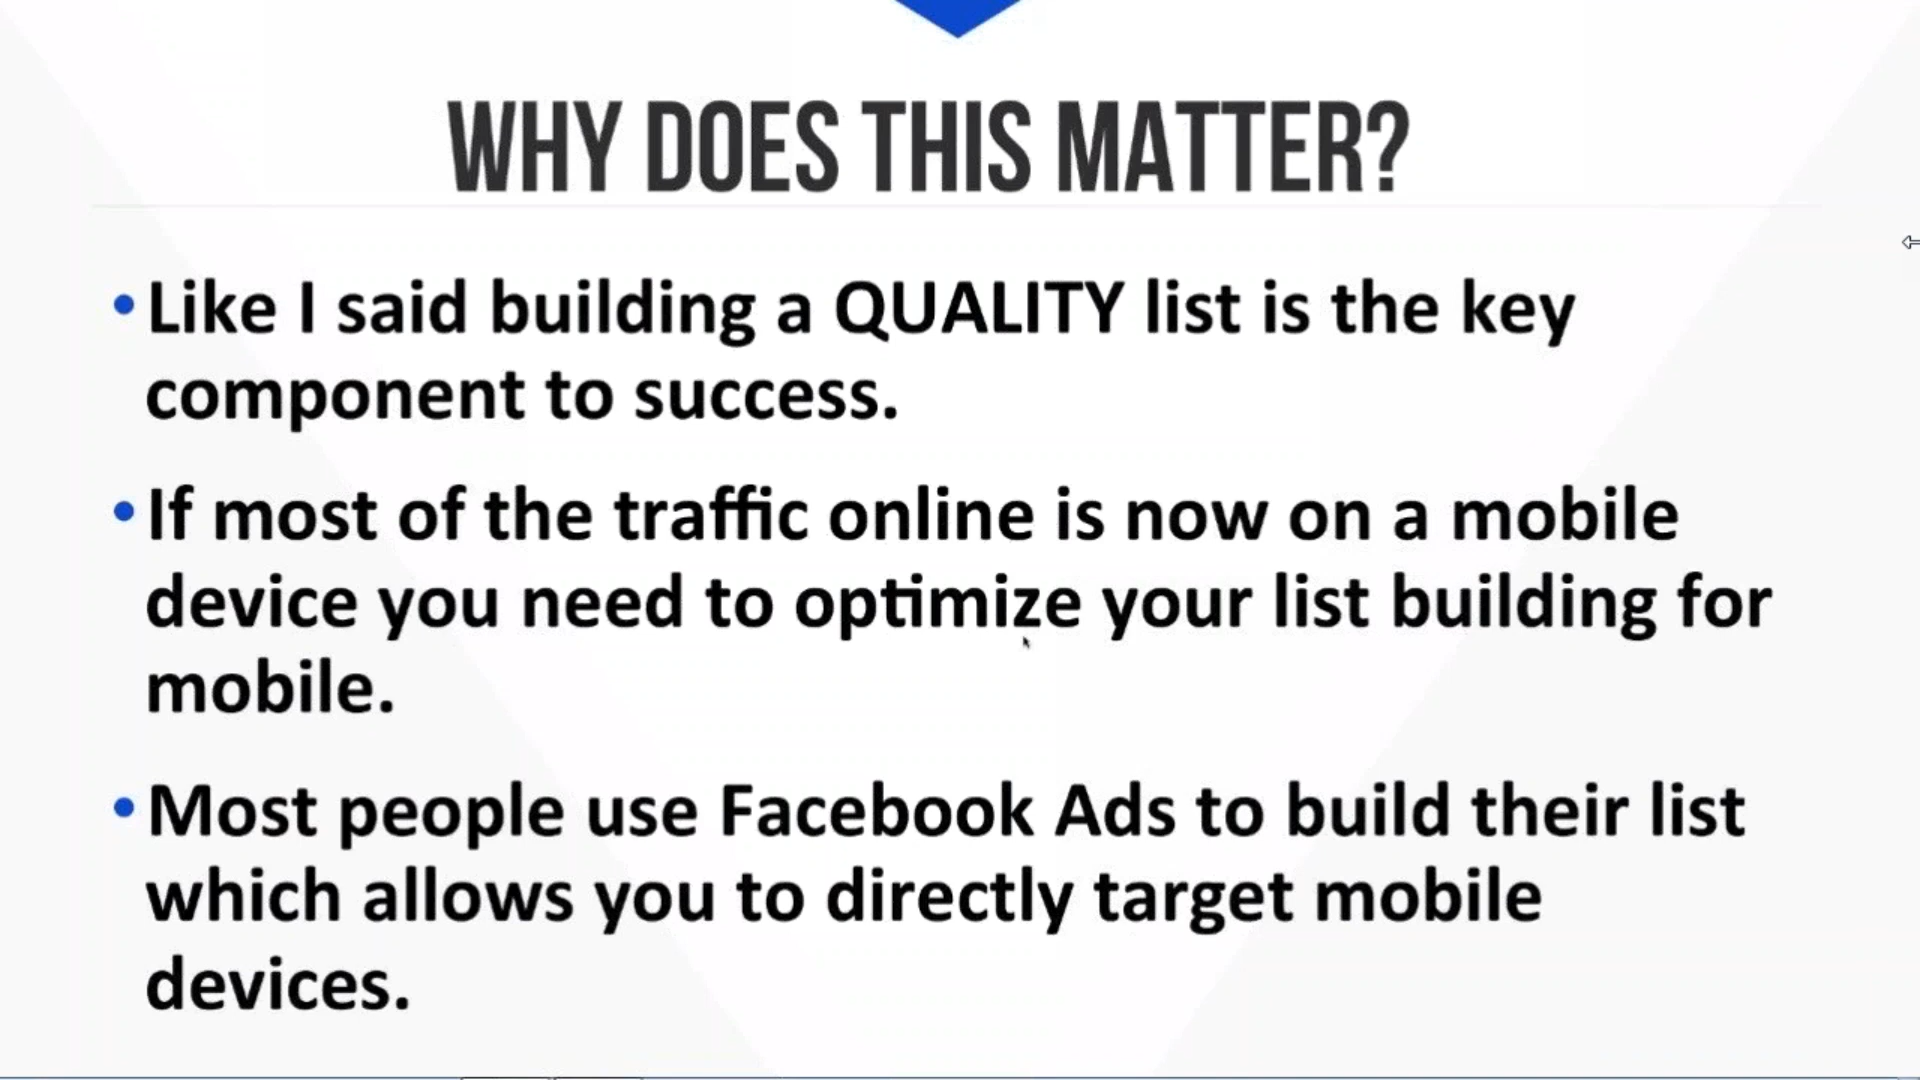 WHY DOES THIS MATTER?
•Like I said building a QUALITY list is the key
component to success.
•If most of the traffic online is now on a mobile
device you need to optimize your list building for
mobile.
•Most people use Facebook Ads to build their list
which allows you to directly target mobile
devices.